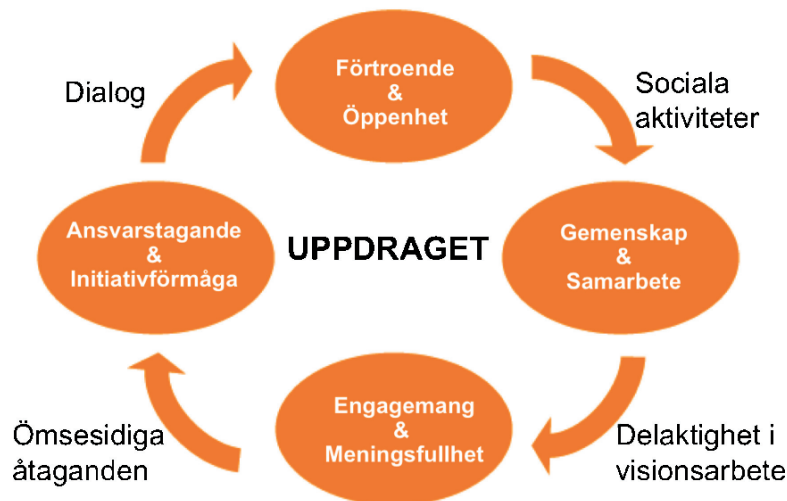 Förtroende
&
Öppenhet
Sociala
aktiviteter
Gemenskap
&
Samarbete
Delaktighet i
visionsarbete
Engagemang
&
Meningsfullhet
Ömsesidiga
åtaganden
Ansvarstagande
&
Initiativförmåga
Dialog
UPPDRAGET